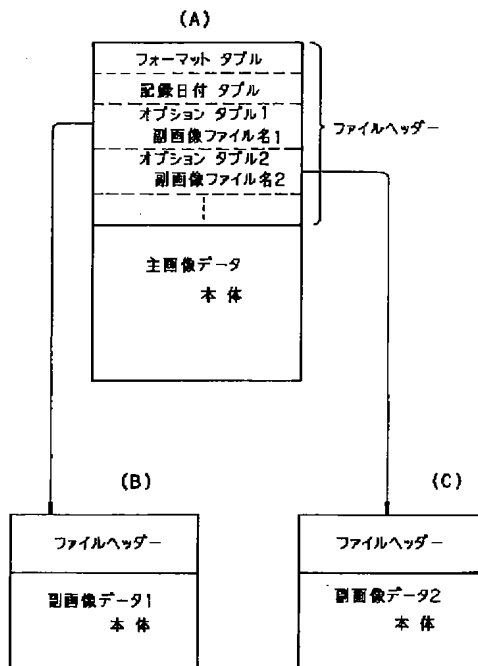 (A)
フォーマット タブル
記録日付 タブル
オプション タブル1
副画像ファイル名1
オプション タブル2
副画像ファイル名2
ファイルヘッダー
主画像データ
本体
(B)
(C)
ファイルヘッダー
副画像データ1
本体
ファイルヘッダー
副画像データ2
本体